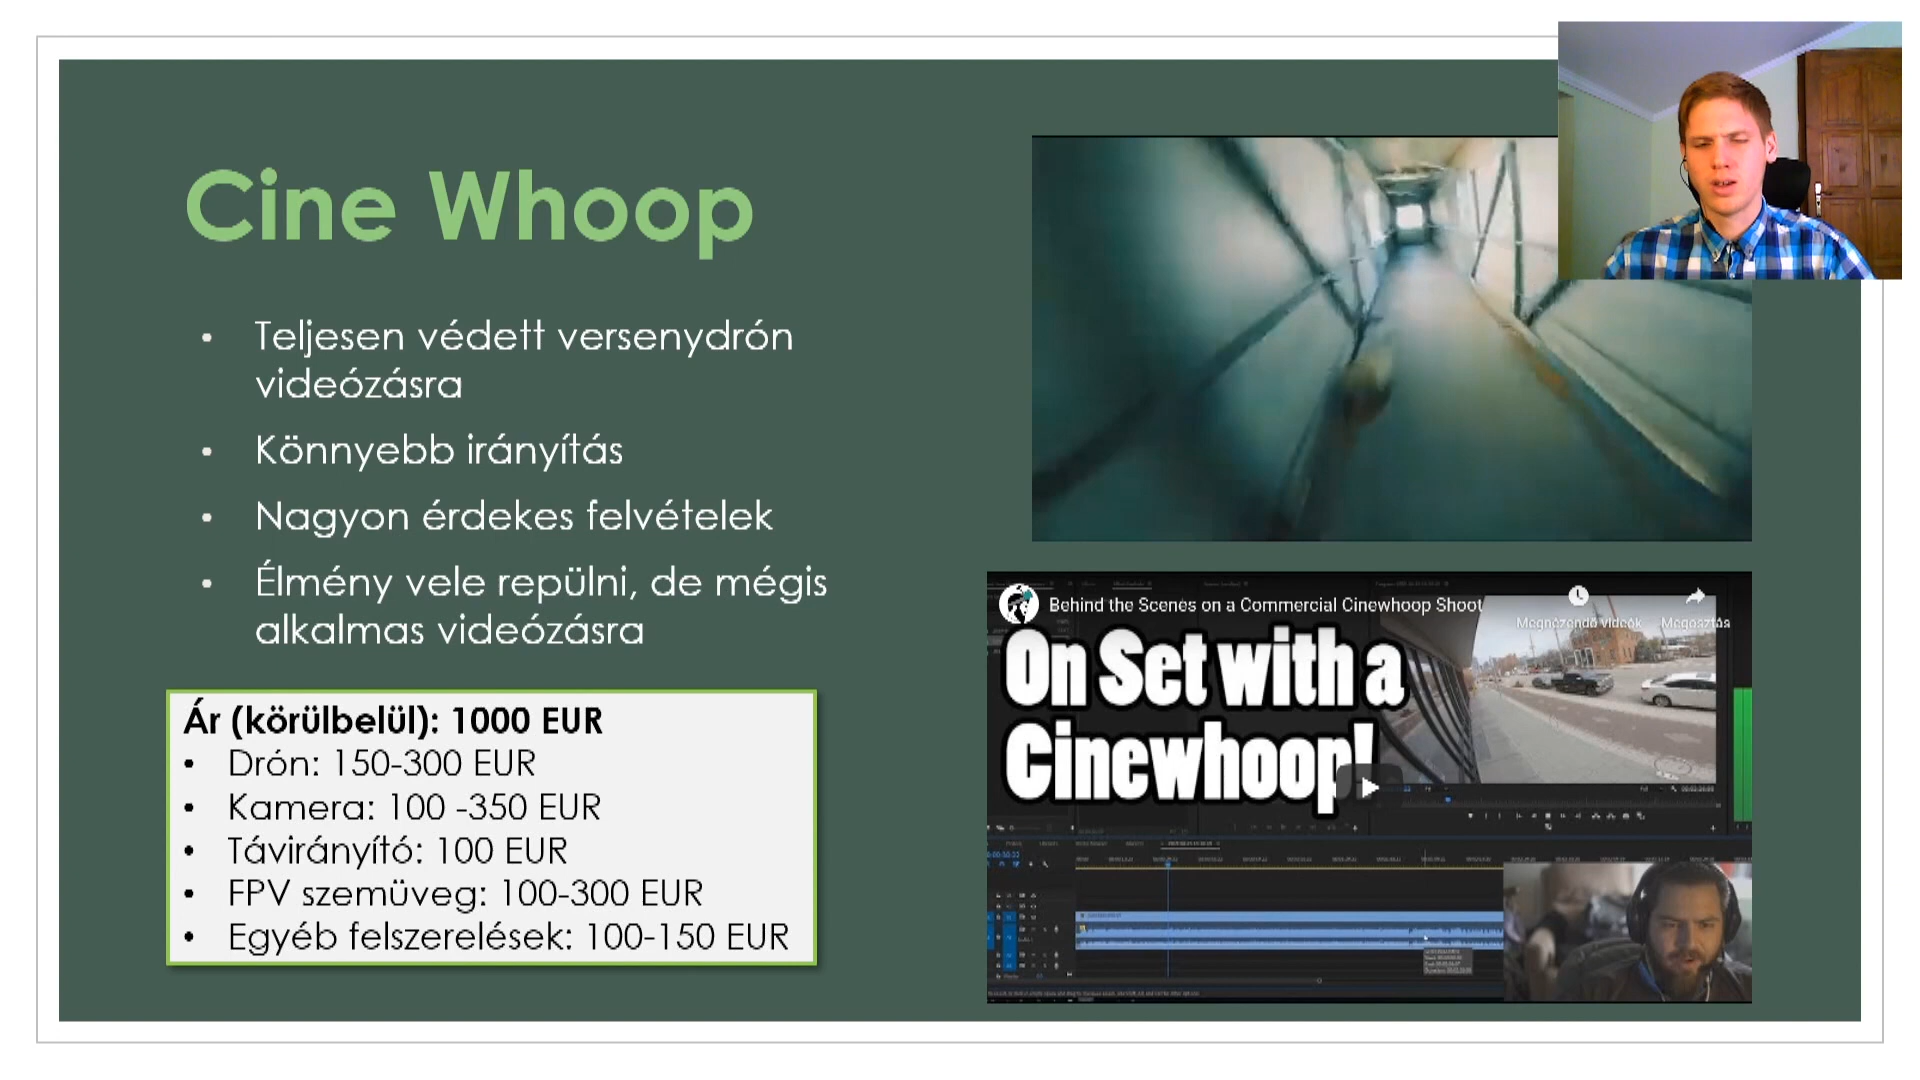 Cine Whoop
• Teljesen védett versenydrón
videózásra
• Könnyebb irányítás
• Nagyon érdekes felvételek
• Élmény vele repülni, de mégis
alkalmas videózásra
Ár (körülbelül): 1000 EUR
• Drón: 150-300 EUR
• Kamera: 100 -350 EUR
• Távirányító: 100 EUR
• FPV szemüveg: 100-300 EUR
• Egyéb felszerelések: 100-150 EUR
Behind the Scenes on a Commercial Cinewhoop Shoot
Megnézendő videók
Megosztás
On Set with a
Cinewhoop!